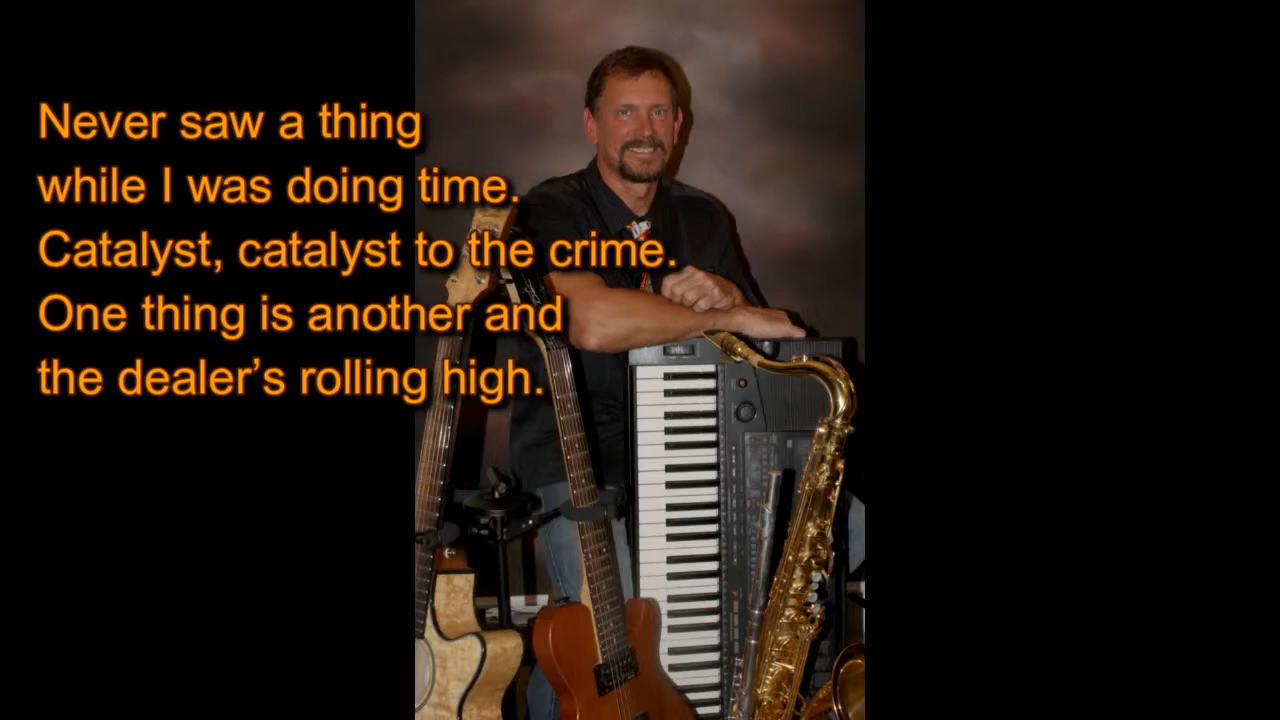 Never saw a thing
while I was doing time.
Catalyst, catalyst to the crime.
One thing is another and
the dealer’s rolling high.